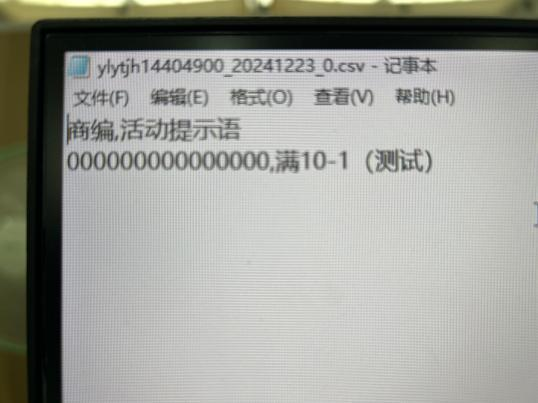 ylytjh14404900_20241223_0.csv - 记事本
文件(F) 编辑(E) 格式(O) 查看(V) 帮助(H)
商编,活动提示语
000000000000000,满10-1（测试）